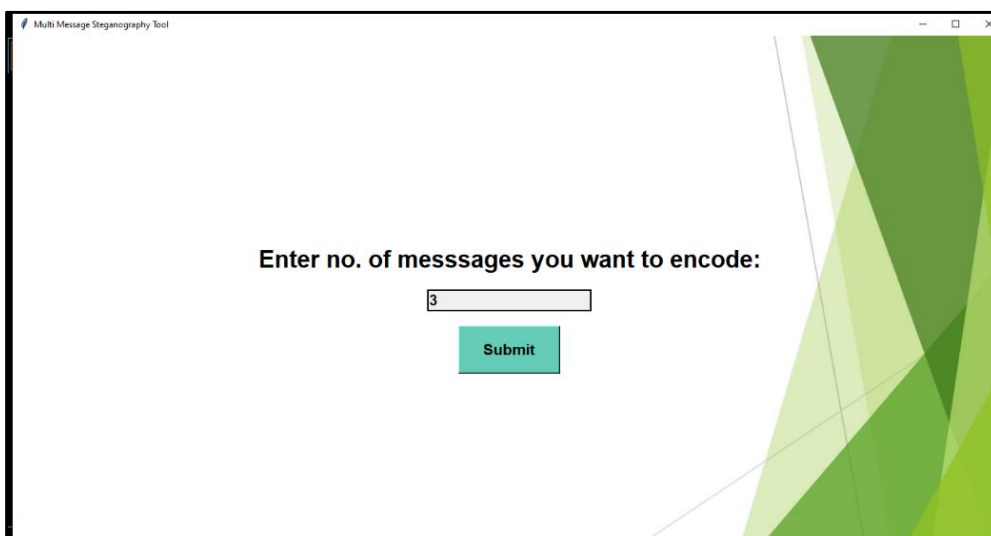 Multi Message Steganography Tool
Enter no. of messsages you want to encode:
3
Submit